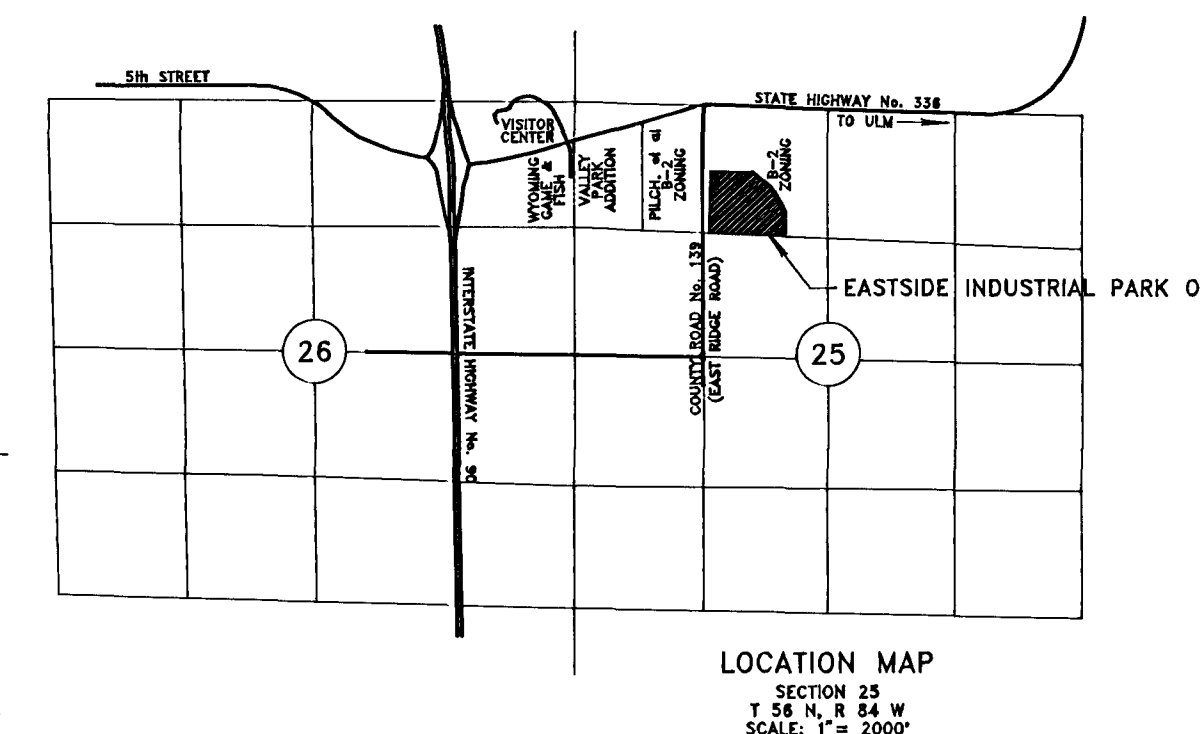 5th STREET
STATE HIGHWAY No. 336
TO ULM
VISITOR
CENTER
WYOMING
GAME &
FISH
VALLEY
PARK
ADDITION
PILCH. et al
B-2
ZONING
B-2
ZONING
EASTSIDE INDUSTRIAL PARK
COUNTY ROAD No. 139
(EAST RIDGE ROAD)
INTERSTATE HIGHWAY No. 90
26
25
LOCATION MAP
SECTION 25
T 56 N, R 84 W
SCALE: 1"= 2000'